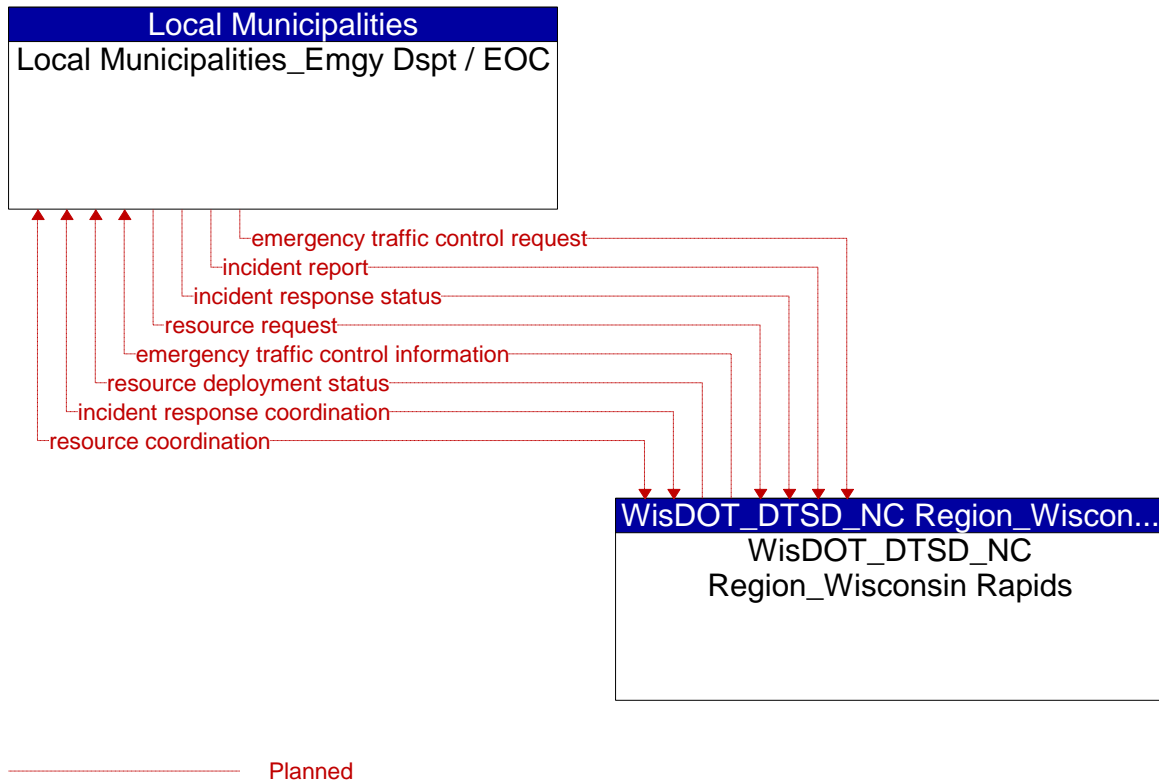 Local Municipalities
Local Municipalities_Emgy Dspt / EOC
emergency traffic control request
incident report
incident response status
resource request
emergency traffic control information
resource deployment status
incident response coordination
resource coordination
WisDOT_DTSD_NC Region_Wiscon...
WisDOT_DTSD_NC
Region_Wisconsin Rapids
Planned